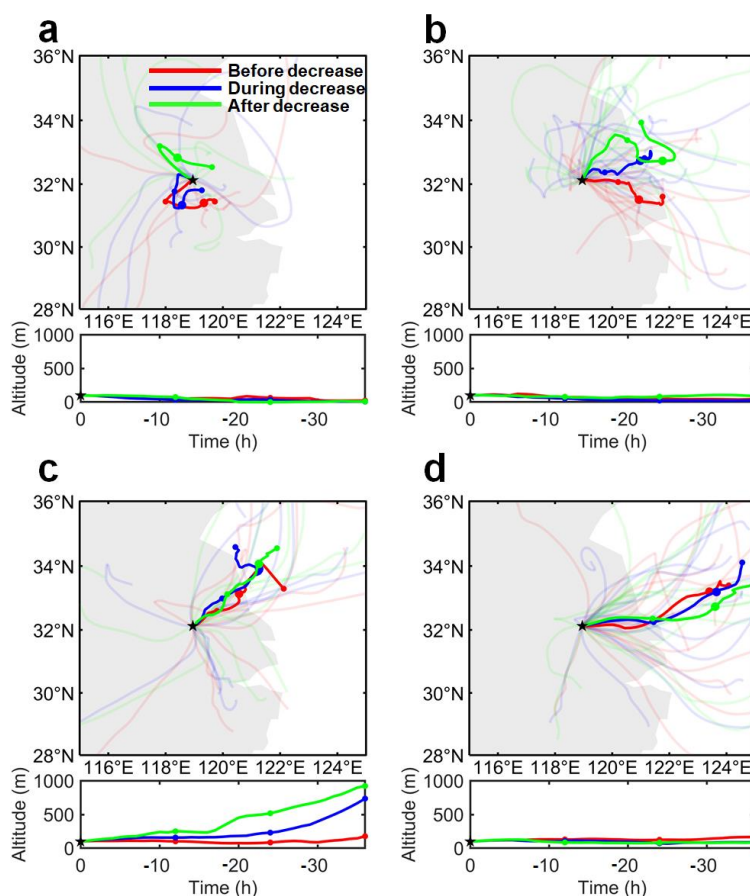 a
b
36°N
34°N
32°N
30°N
28°N
Before decrease
During decrease
After decrease
116°E 118°E 120°E 122°E 124°E
36°N
34°N
32°N
30°N
28°N
116°E 118°E 120°E 122°E 124°E
Altitude (m)
1000
500
0
0 -10 -20 -30
Time (h)
Altitude (m)
1000
500
0
0 -10 -20 -30
Time (h)
c
d
36°N
34°N
32°N
30°N
28°N
116°E 118°E 120°E 122°E 124°E
36°N
34°N
32°N
30°N
28°N
116°E 118°E 120°E 122°E 124°E
Altitude (m)
1000
500
0
0 -10 -20 -30
Time (h)
Altitude (m)
1000
500
0
0 -10 -20 -30
Time (h)